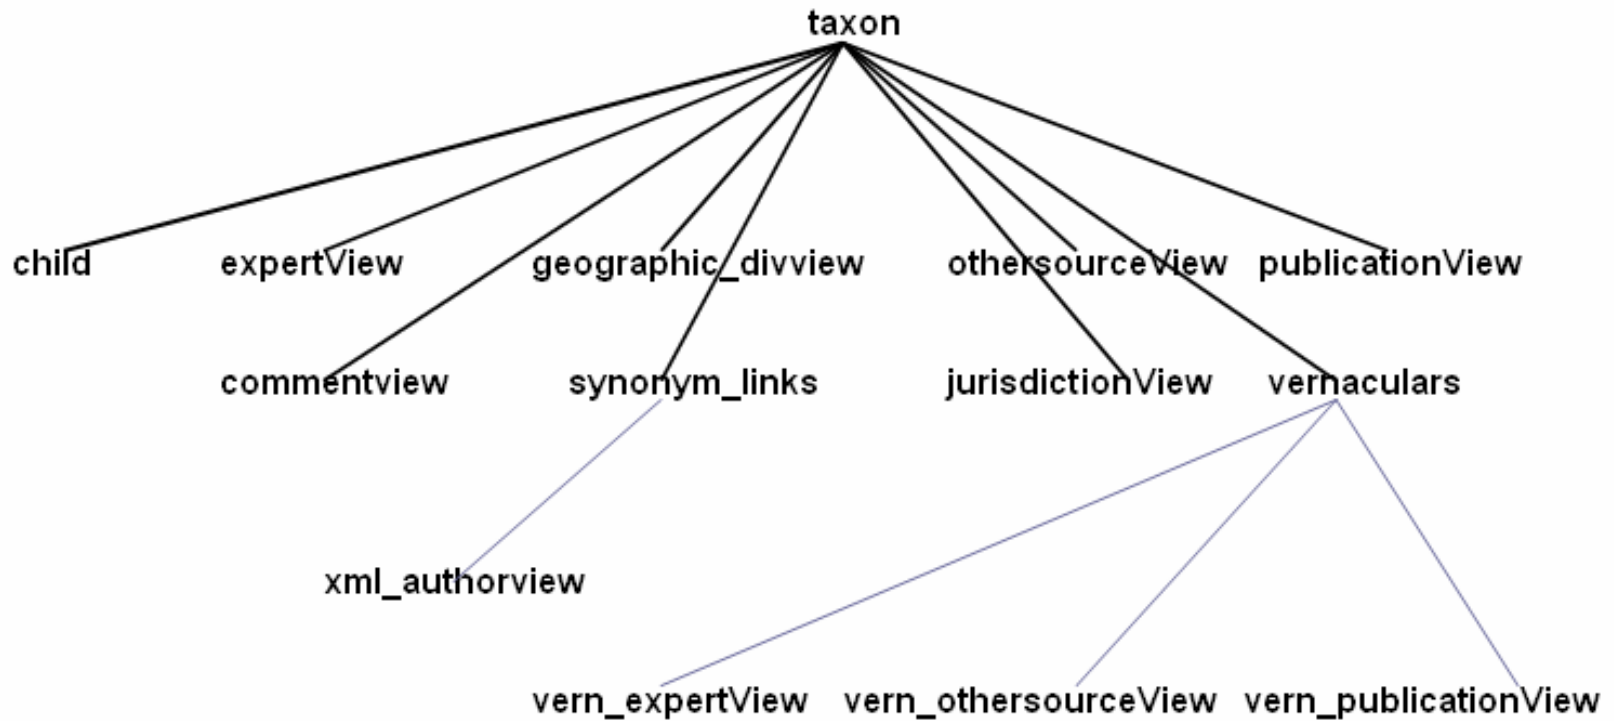 taxon
child expertView geographic_divview othersourceView publicationView
commentview synonym_links jurisdictionView vernaculars
xml_authorview
vern_expertView vern_othersourceView vern_publicationView